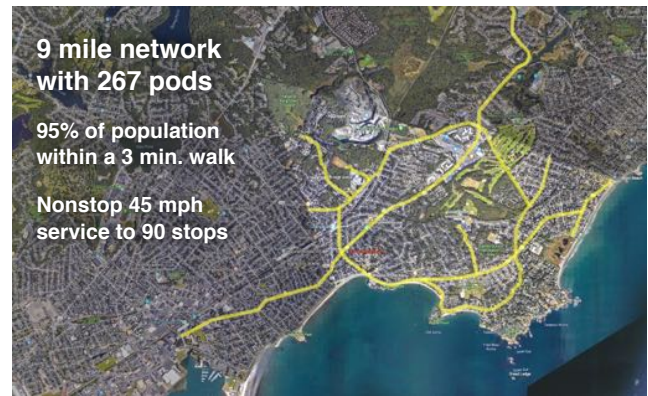 9 mile network
with 267 pods
95% of population
within a 3 min. walk
Nonstop 45 mph
service to 90 stops